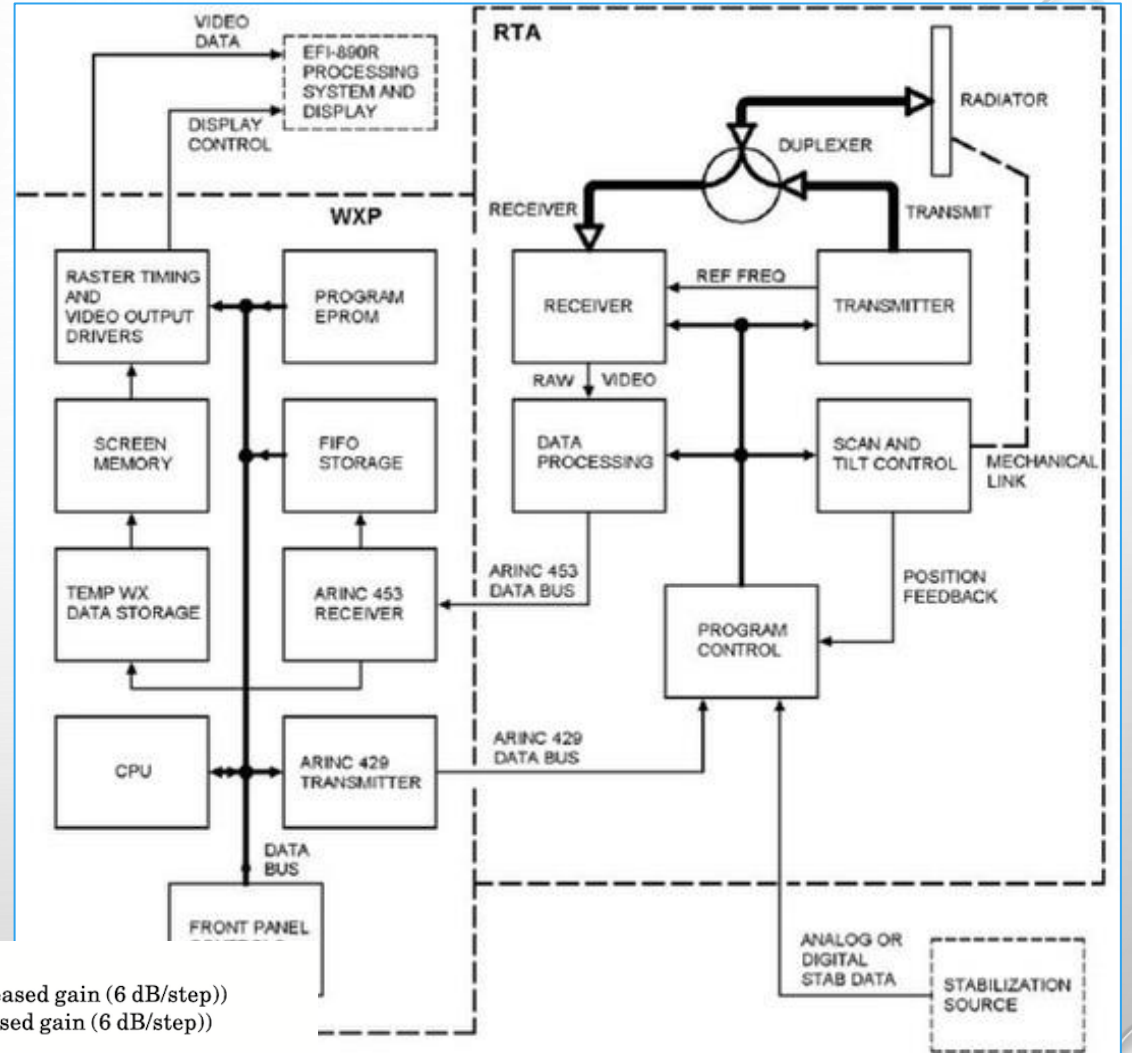 VIDEO
DATA
EFI-890R
PROCESSING
SYSTEM AND
DISPLAY
DISPLAY
CONTROL
WXP
RASTER TIMING
AND
VIDEO OUTPUT
DRIVERS
PROGRAM
EPROM
SCREEN
MEMORY
FIFO
STORAGE
TEMP WX
DATA STORAGE
ARINC 453
RECEIVER
CPU
ARINC 429
TRANSMITTER
DATA
BUS
FRONT PANEL
RTA
RADIATOR
DUPLEXER
RECEIVER
TRANSMIT
RECEIVER
REF FREQ
TRANSMITTER
RAW VIDEO
DATA
PROCESSING
SCAN AND
TILT CONTROL
MECHANICAL
LINK
ARINC 453
DATA BUS
POSITION
FEEDBACK
PROGRAM
CONTROL
ARINC 429
DATA BUS
ANALOG OR
DIGITAL
STAB DATA
STABILIZATION
SOURCE
gain (6 dB/step))
gain (6 dB/step))